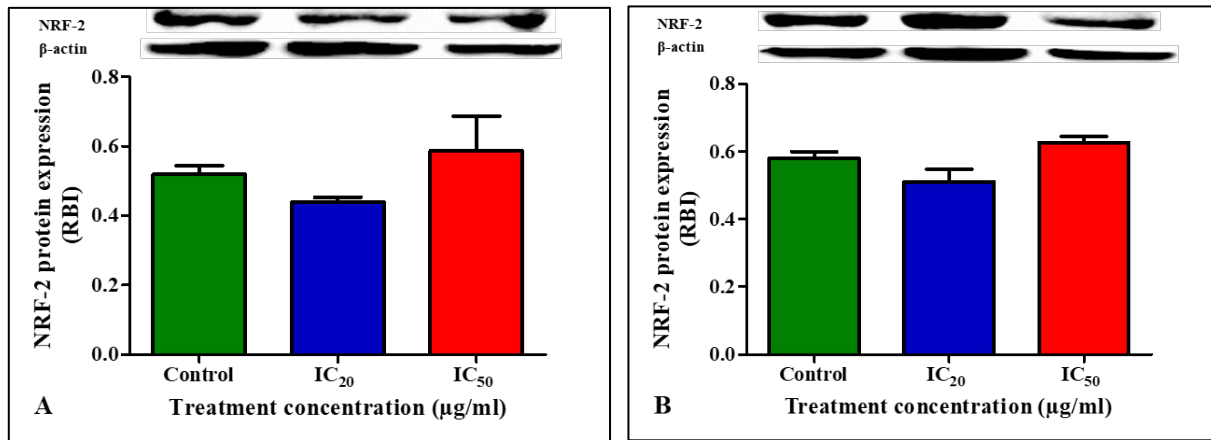 NRF-2
β-actin
NRF-2 protein expression
(RBI)
0.8
0.6
0.4
0.2
0.0
Control IC₂₀ IC₅₀
A Treatment concentration (µg/ml)
NRF-2
β-actin
NRF-2 protein expression
(RBI)
0.8
0.6
0.4
0.2
0.0
Control IC₂₀ IC₅₀
B Treatment concentration (µg/ml)